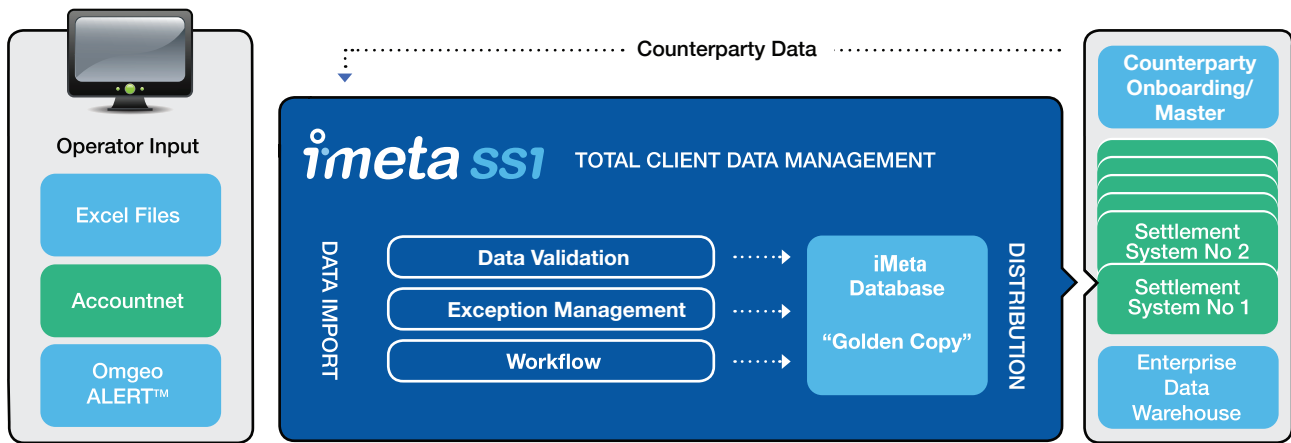 Operator Input
Excel Files
Accountnet
Omgeo
ALERT™
Counterparty Data
imeta ssı
TOTAL CLIENT DATA MANAGEMENT
DATA IMPORT
Data Validation
Exception Management
Workflow
iMeta
Database
“Golden Copy”
DISTRIBUTION
Counterparty
Onboarding/
Master
Settlement
System No 2
Settlement
System No 1
Enterprise
Data
Warehouse